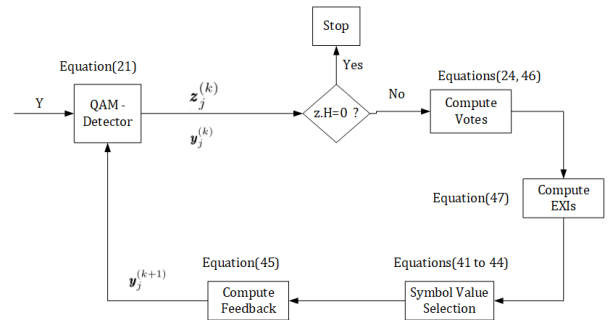 Stop
Equation(21)
Yes
Y
QAM -
Detector
z_j^(k)
y_j^(k)
z.H=0 ?
No
Equations(24, 46)
Compute
Votes
Equation(47)
Compute
EXIs
Equation(45)
Equations(41 to 44)
y_j^(k+1)
Compute
Feedback
Symbol Value
Selection